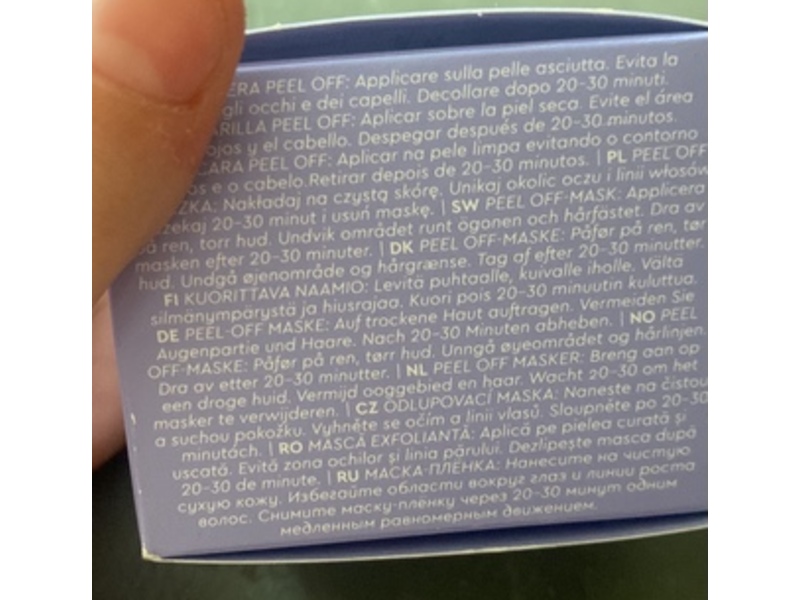 ERA PEEL OFF: Applicare sulla pelle asciutta. Evita la
gli occhi e dei capelli. Decollare dopo 20-30 minuti.
ARILLA PEEL OFF: Aplicar sobre la piel seca. Evite el área
ojos y el cabello. Despegar después de 20-30 minutos.
CARA PEEL OFF: Aplicar na pele limpa evitando o contorno
os e o cabelo.Retirar depois de 20-30 minutos. | PL PEEL OFF
ZKA: Nakładaj na czystą skórę. Unikaj okolic oczu i linii włosów
zekaj 20-30 minut i usuń maskę. | SW PEEL OFF-MASK: Applicera
på ren, torr hud. Undvik området runt ögonen och hårfästet. Dra av
masken efter 20-30 minuter. | DK PEEL OFF-MASKE: Påfør på ren, tør
hud. Undgå øjenområde og hårgrænse. Tag af efter 20-30 minutter.
FI KUORITTAVA NAAMIO: Levitä puhtaalle, kuivalle iholle. Vältä
silmänympärystä ja hiusrajaa. Kuori pois 20-30 minuutin kuluttua.
DE PEEL-OFF MASKE: Auf trockene Haut auftragen. Vermeiden Sie
Augenpartie und Haare. Nach 20-30 Minuten abheben. | NO PEEL
OFF-MASKE: Påfør på ren, tørr hud. Unngå øyeområdet og hårlinjen.
Dra av etter 20-30 minutter. | NL PEEL OFF MASKER: Breng aan op
een droge huid. Vermijd ooggebied en haar. Wacht 20-30 om het
masker te verwijderen. | CZ ODLUPOVACÍ MASKA: Naneste na čistou
a suchou pokožku. Vyhněte se očím a linii vlasů. Sloupněte po 20-30
minutách. | RO MASCĂ EXFOLIANTĂ: Aplică pe pielea curată și
uscată. Evită zona ochilor și linia părului. Dezlipește masca după
20-30 de minute. | RU МАСКА-ПЛЕНКА: Нанесите на чистую
сухую кожу. Избегайте области вокруг глаз и линии роста
волос. Снимите маску-пленку через 20-30 минут одним
медленным равномерным движением.